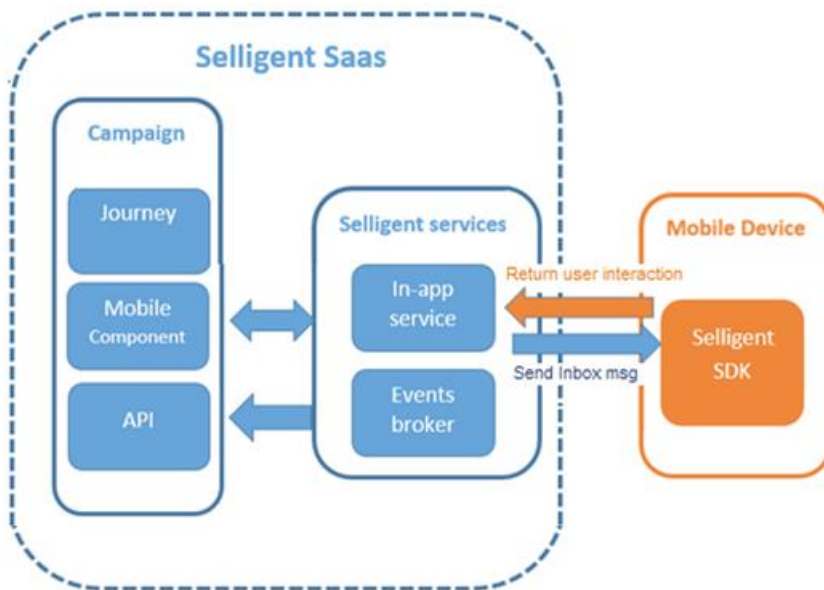 Selligent Saas
Campaign
Journey
Mobile
Component
API
Selligent services
In-app
service
Events
broker
Return user interaction
Send Inbox msg
Mobile Device
Selligent
SDK